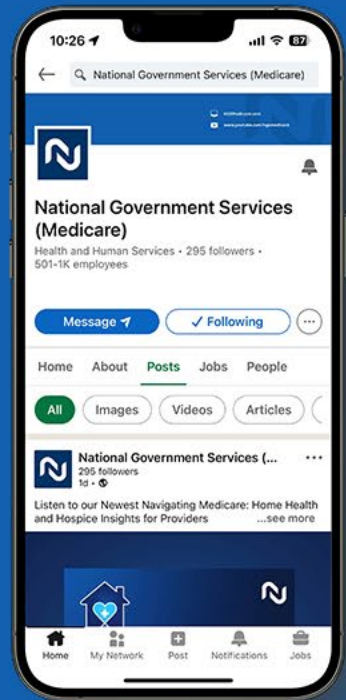 10:26
87
National Government Services (Medicare)
National Government Services
(Medicare)
Health and Human Services • 295 followers •
501-1K employees
Message
✓ Following
Home About Posts Jobs People
All Images Videos Articles
National Government Services (...
295 followers
1d •
Listen to our Newest Navigating Medicare: Home Health
and Hospice Insights for Providers ...see more
Home My Network Post Notifications Jobs